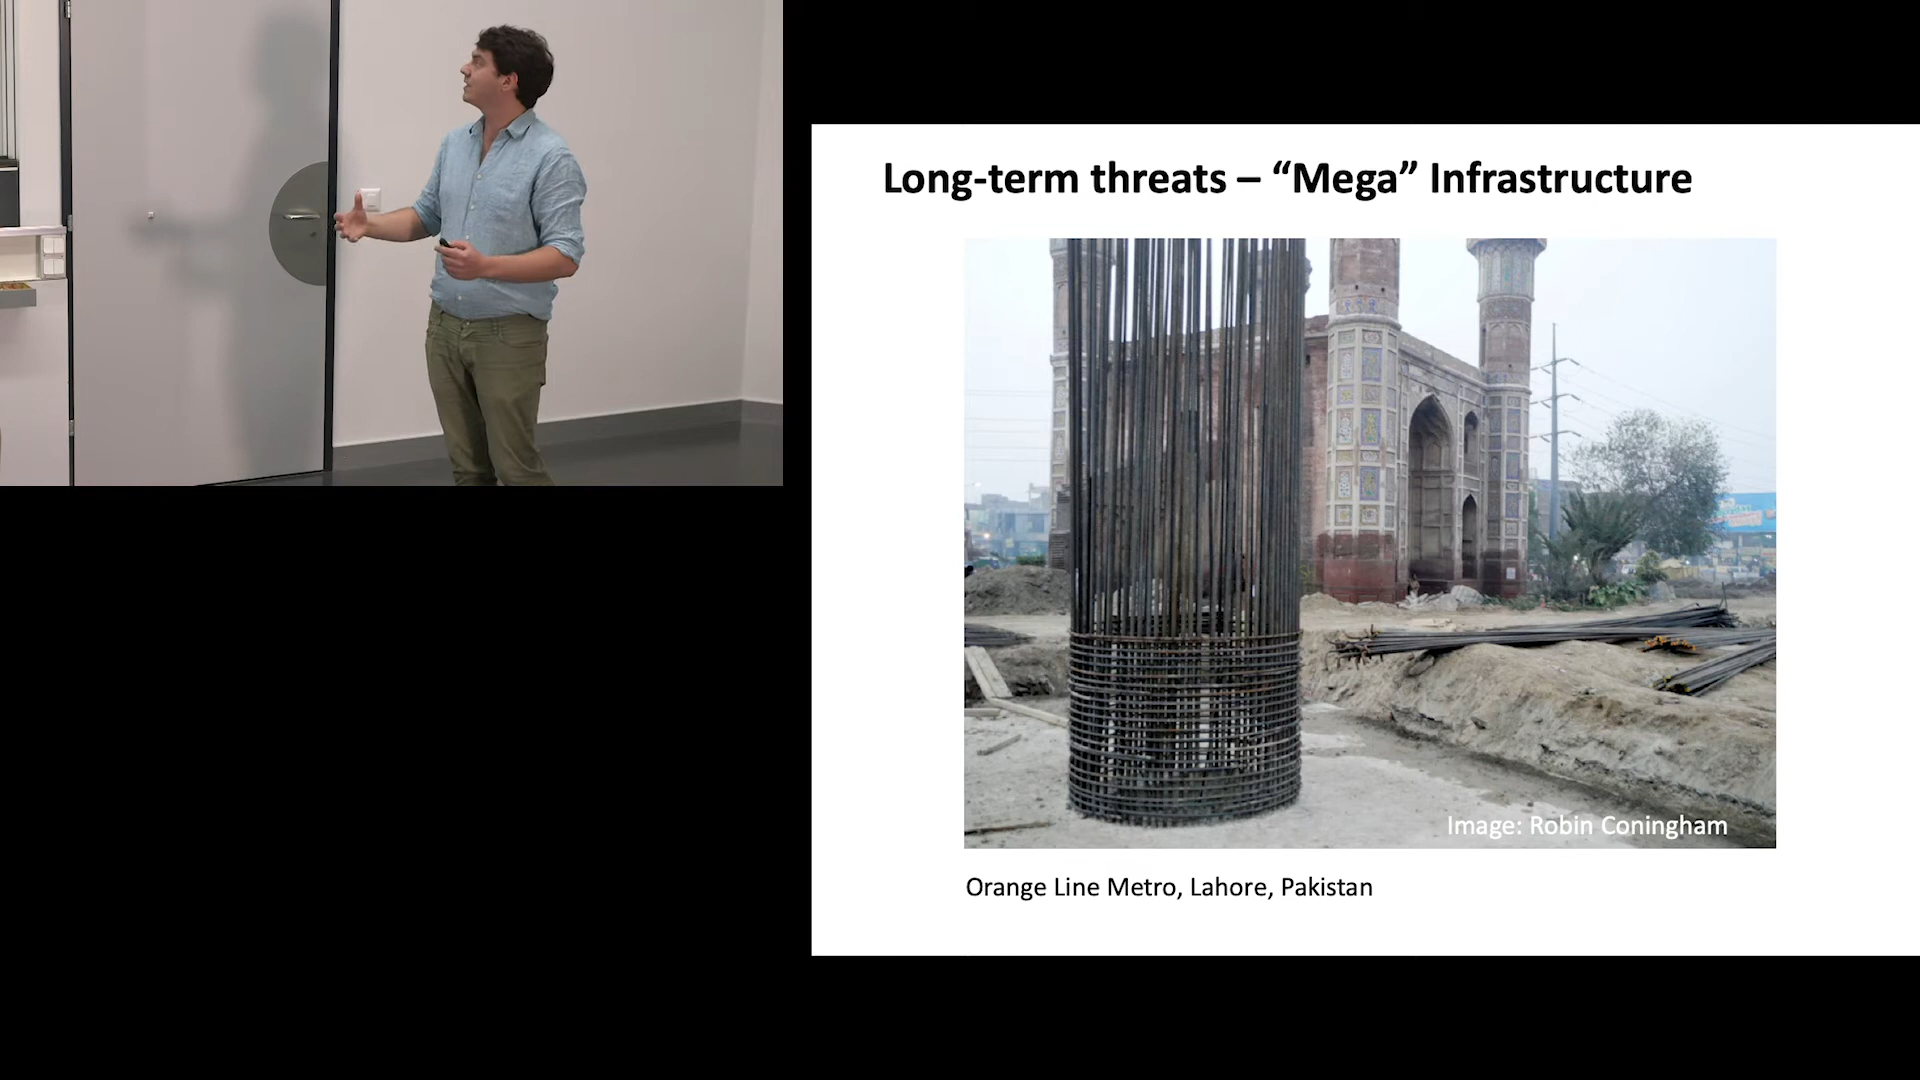 Long-term threats – “Mega” Infrastructure
Image: Robin Coningham
Orange Line Metro, Lahore, Pakistan